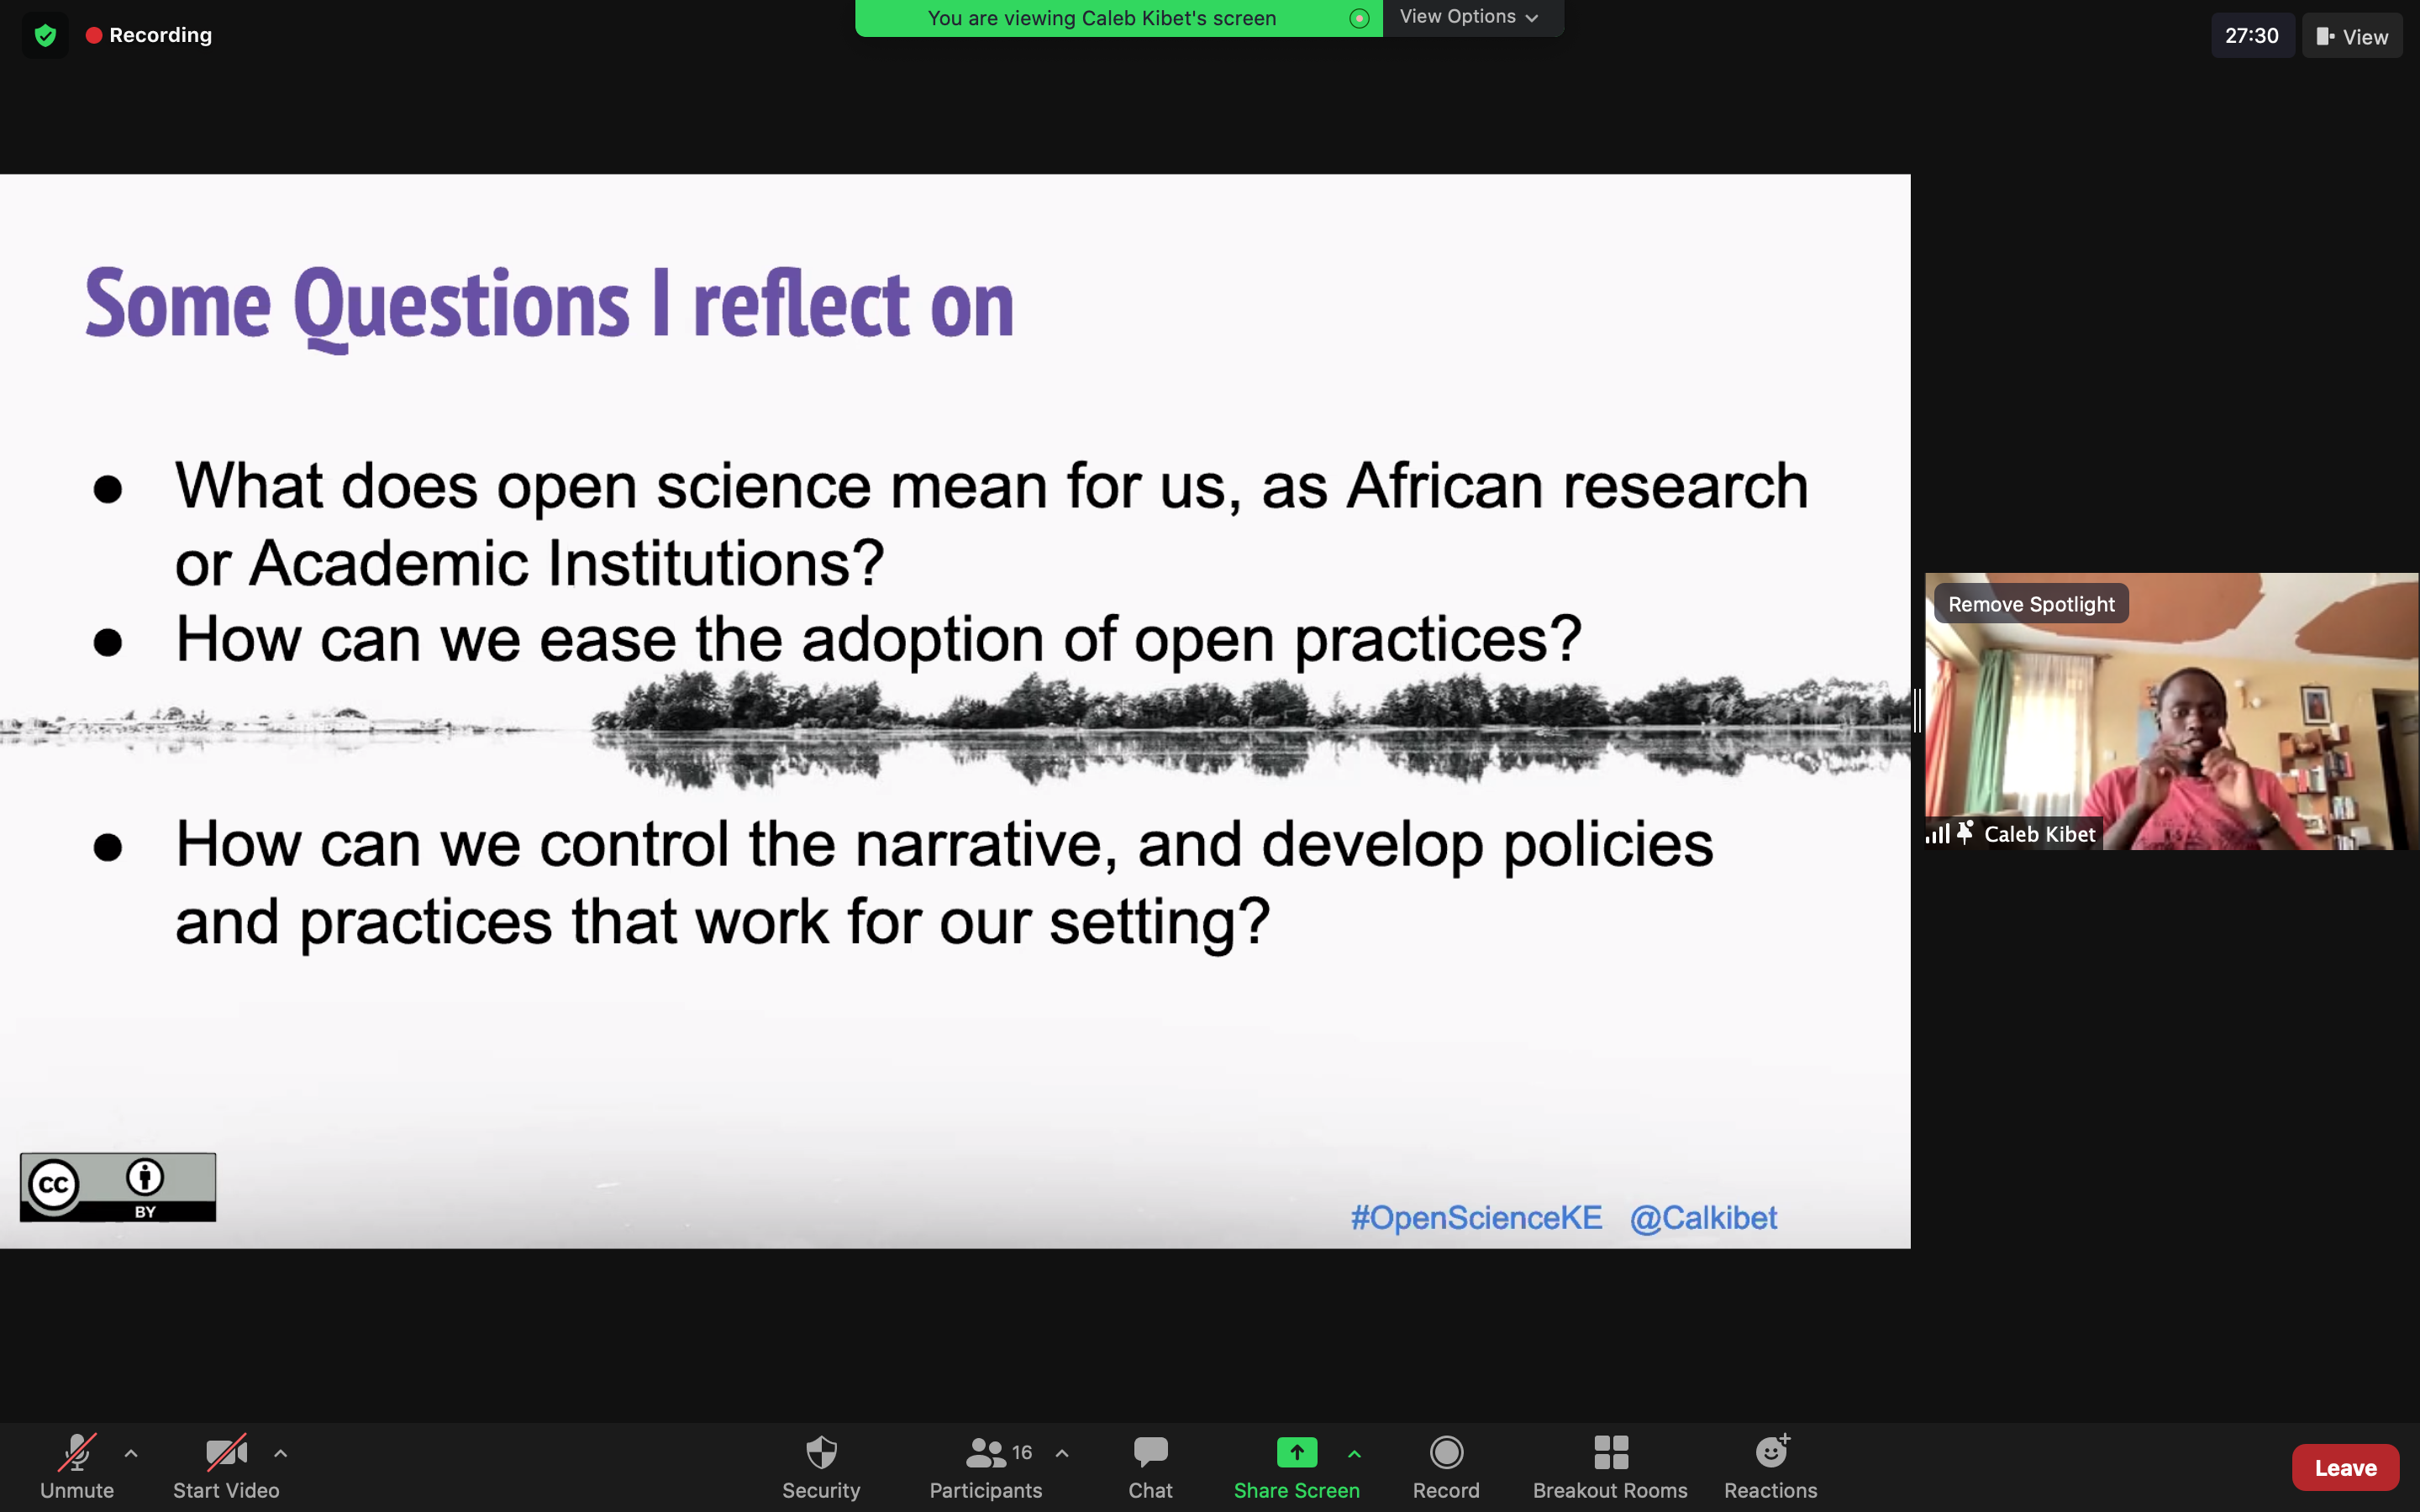 Recording
You are viewing Caleb Kibet's screen
View Options
27:30
View
Some Questions I reflect on
● What does open science mean for us, as African research
or Academic Institutions?
● How can we ease the adoption of open practices?
● How can we control the narrative, and develop policies
and practices that work for our setting?
Remove Spotlight
Caleb Kibet
CC
BY
#OpenScienceKE @Calkibet
Unmute
Start Video
Security
16
Participants
Chat
Share Screen
Record
Breakout Rooms
Reactions
Leave